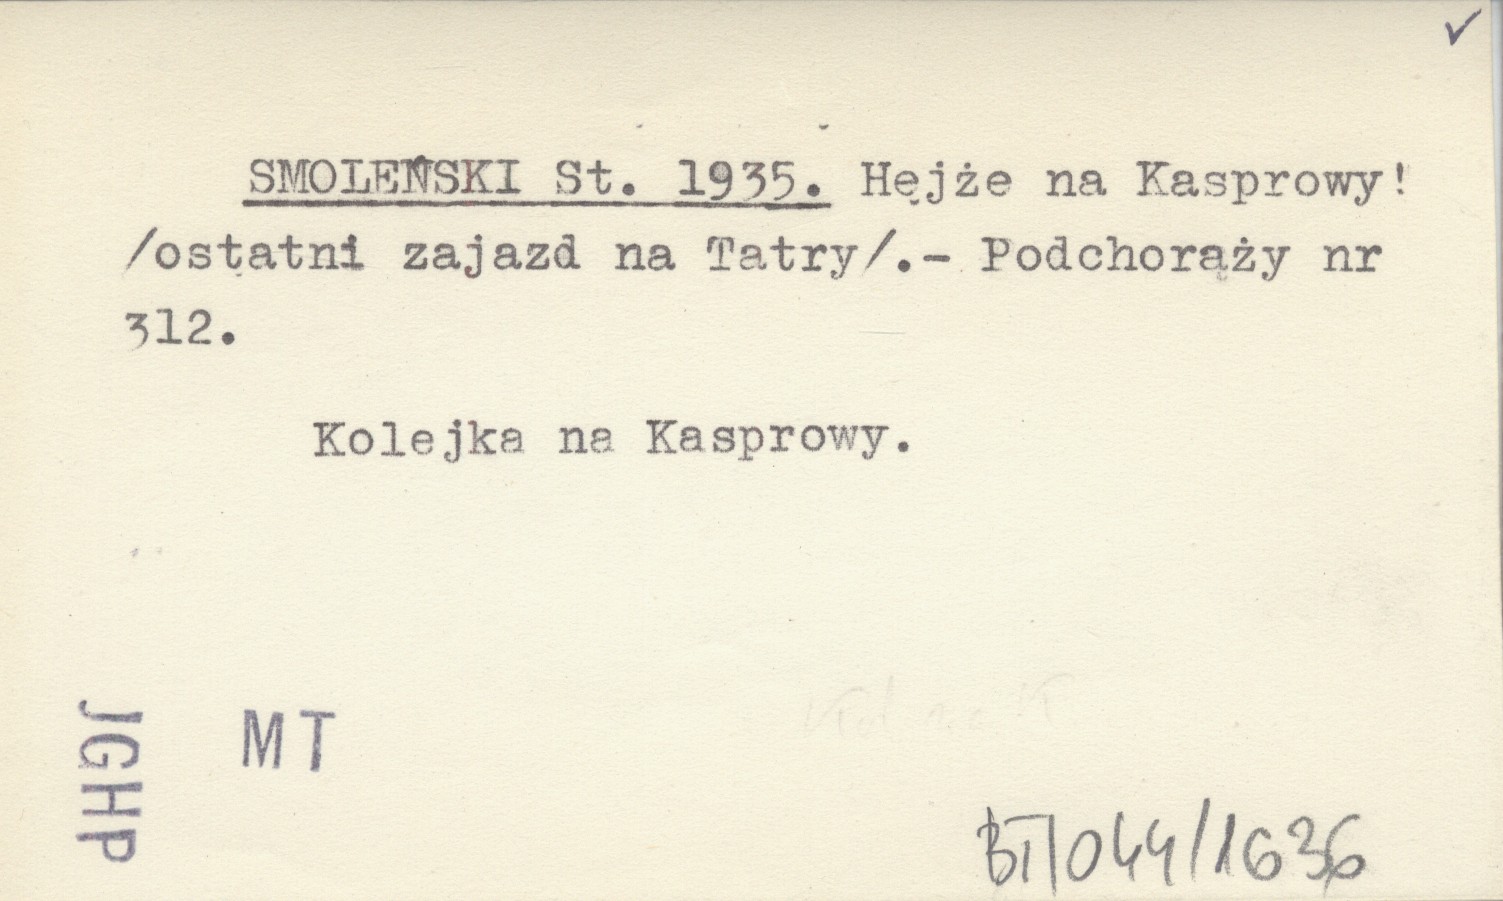 SMOLEŃSKI St. 1935. Hejże na Kasprowy!
/ostatni zajazd na Tatry/.- Podchorąży nr
312.
Kolejka na Kasprowy.
JGHP
MT
BT/044/1636